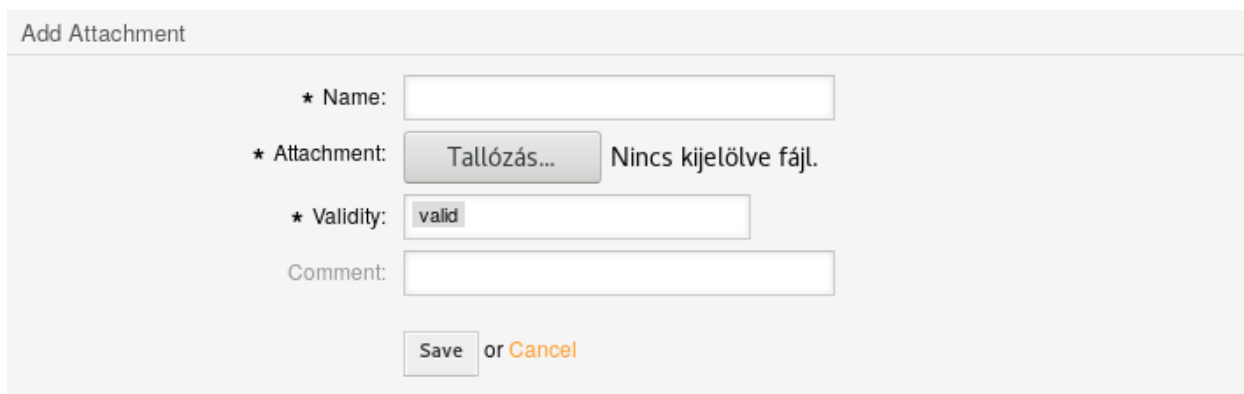 Add Attachment
★ Name:
★ Attachment: Tallózás... Nincs kijelölve fájl.
★ Validity: valid
Comment:
Save or Cancel